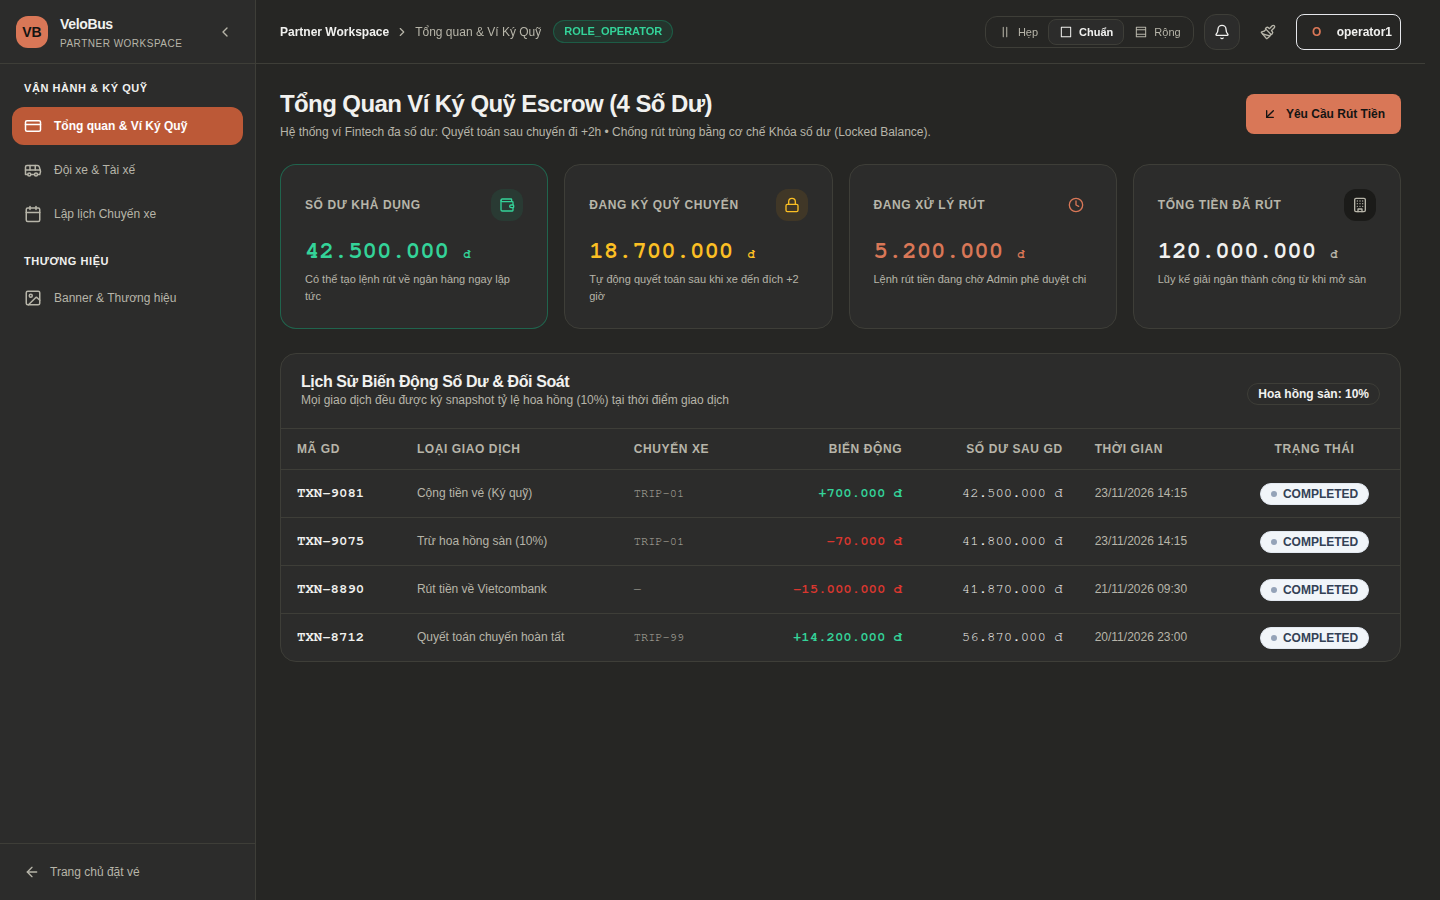 VB
VeloBus
PARTNER WORKSPACE
VẬN HÀNH & KÝ QUỸ
Tổng quan & Ví Ký Quỹ
Đội xe & Tài xế
Lập lịch Chuyến xe
THƯƠNG HIỆU
Banner & Thương hiệu
Trang chủ đặt vé
Partner Workspace > Tổng quan & Ví Ký Quỹ ROLE_OPERATOR
Hẹp Chuẩn Rộng
O operator1
Tổng Quan Ví Ký Quỹ Escrow (4 Số Dư)
Hệ thống ví Fintech đa số dư: Quyết toán sau chuyến đi +2h • Chống rút trùng bằng cơ chế Khóa số dư (Locked Balance).
Yêu Cầu Rút Tiền
SỐ DƯ KHẢ DỤNG
42.500.000 đ
Có thể tạo lệnh rút về ngân hàng ngay lập
tức
ĐANG KÝ QUỸ CHUYẾN
18.700.000 đ
Tự động quyết toán sau khi xe đến đích +2
giờ
ĐANG XỬ LÝ RÚT
5.200.000 đ
Lệnh rút tiền đang chờ Admin phê duyệt chi
TỔNG TIỀN ĐÃ RÚT
120.000.000 đ
Lũy kế giải ngân thành công từ khi mở sàn
Lịch Sử Biến Động Số Dư & Đối Soát
Mọi giao dịch đều được ký snapshot tỷ lệ hoa hồng (10%) tại thời điểm giao dịch
Hoa hồng sàn: 10%
MÃ GD LOẠI GIAO DỊCH CHUYẾN XE BIẾN ĐỘNG SỐ DƯ SAU GD THỜI GIAN TRẠNG THÁI
TXN-9081 Cộng tiền vé (Ký quỹ) TRIP-01 +700.000 đ 42.500.000 đ 23/11/2026 14:15 COMPLETED
TXN-9075 Trừ hoa hồng sàn (10%) TRIP-01 -70.000 đ 41.800.000 đ 23/11/2026 14:15 COMPLETED
TXN-8890 Rút tiền về Vietcombank — -15.000.000 đ 41.870.000 đ 21/11/2026 09:30 COMPLETED
TXN-8712 Quyết toán chuyến hoàn tất TRIP-99 +14.200.000 đ 56.870.000 đ 20/11/2026 23:00 COMPLETED